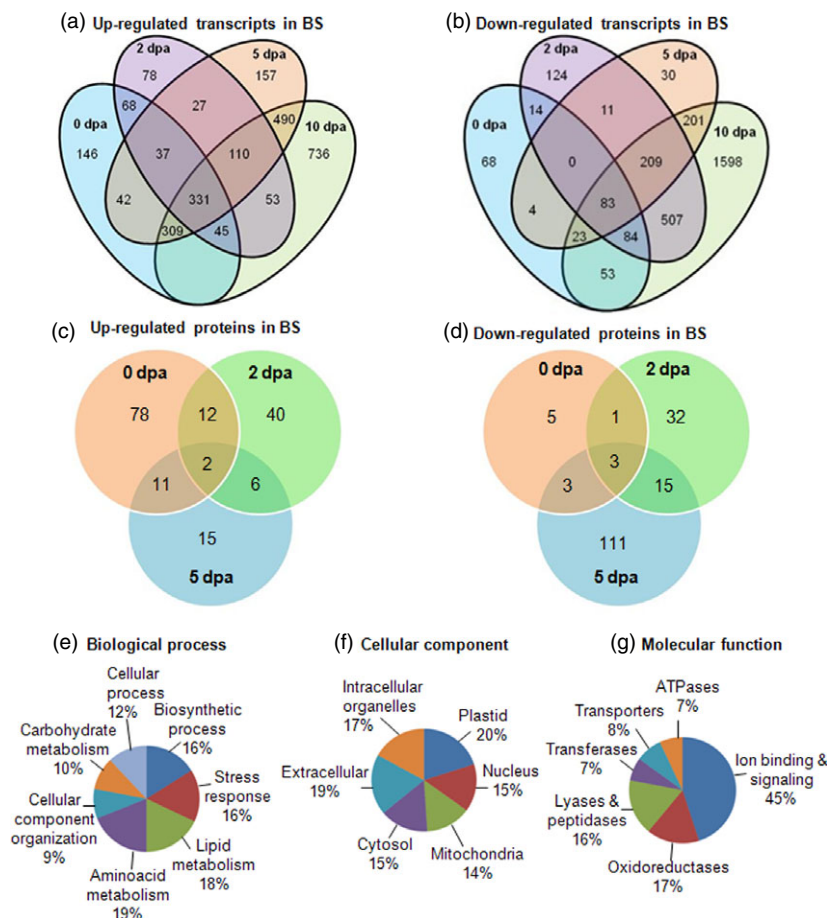 (a) Up-regulated transcripts in BS
2 dpa
5 dpa
78
157
0 dpa
68
27
490
10 dpa
146
37
110
736
42
331
53
309
45
(b) Down-regulated transcripts in BS
2 dpa
5 dpa
124
30
0 dpa
14
11
201
10 dpa
68
0
209
1598
4
83
507
23
84
53
(c) Up-regulated proteins in BS
0 dpa
2 dpa
78
12
40
2
11
6
15
5 dpa
(d) Down-regulated proteins in BS
0 dpa
2 dpa
5
1
32
3
3
15
111
5 dpa
(e) Biological process
Cellular
process
12%
Biosynthetic
process
16%
Carbohydrate
metabolism
10%
Stress
response
16%
Cellular
component
organization
9%
Lipid
metabolism
18%
Aminoacid
metabolism
19%
(f) Cellular component
Intracellular
organelles
17%
Plastid
20%
Extracellular
19%
Nucleus
15%
Cytosol
15%
Mitochondria
14%
(g) Molecular function
ATPases
7%
Transporters
8%
Transferases
7%
Ion binding &
signaling
45%
Lyases &
peptidases
16%
Oxidoreductases
17%